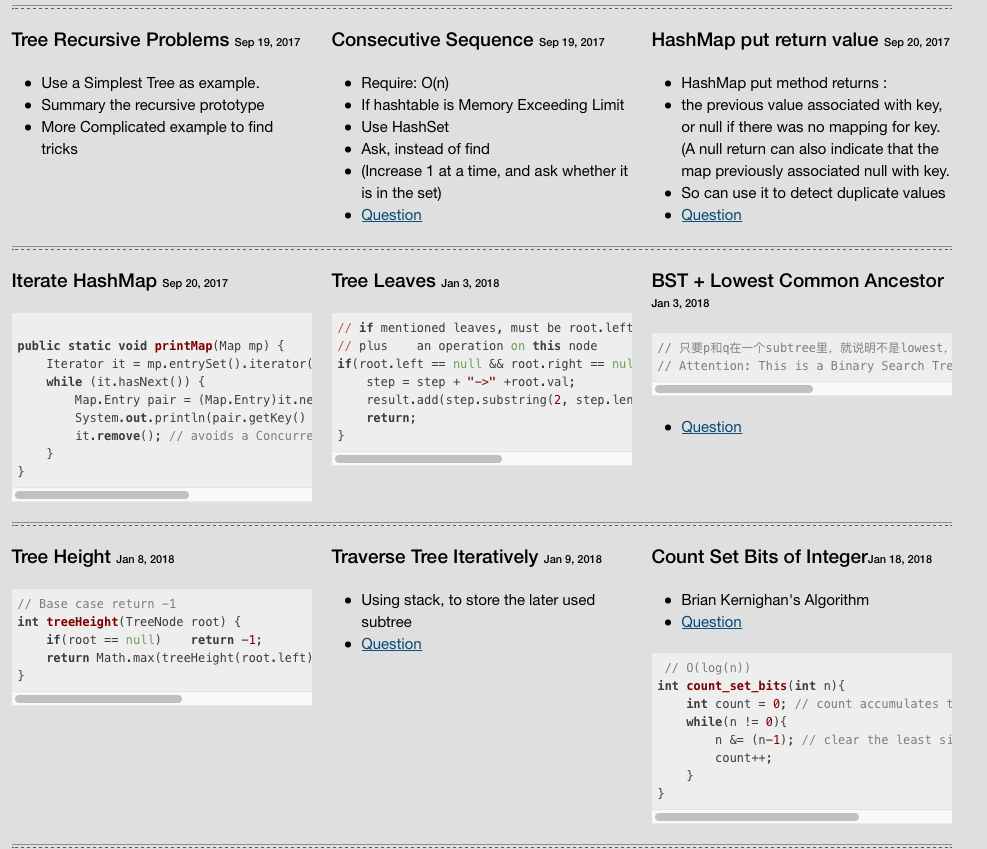 Tree Recursive Problems Sep 19, 2017
Use a Simplest Tree as example.
Summary the recursive prototype
More Complicated example to find
tricks
Consecutive Sequence Sep 19, 2017
Require: O(n)
If hashtable is Memory Exceeding Limit
Use HashSet
Ask, instead of find
(Increase 1 at a time, and ask whether it
is in the set)
Question
HashMap put return value Sep 20, 2017
HashMap put method returns :
the previous value associated with key,
or null if there was no mapping for key.
(A null return can also indicate that the
map previously associated null with key.
So can use it to detect duplicate values
Question
Iterate HashMap Sep 20, 2017
public static void printMap(Map mp) {
    Iterator it = mp.entrySet().iterator(
    while (it.hasNext()) {
        Map.Entry pair = (Map.Entry)it.ne
        System.out.println(pair.getKey()
        it.remove(); // avoids a Concurre
    }
}
Tree Leaves Jan 3, 2018
// if mentioned leaves, must be root.left
// plus    an operation on this node
if(root.left == null && root.right == nul
    step = step + "->" +root.val;
    result.add(step.substring(2, step.len
    return;
}
BST + Lowest Common Ancestor
Jan 3, 2018
// 只要p和q在一个subtree里，就说明不是lowest,
// Attention: This is a Binary Search Tre
Question
Tree Height Jan 8, 2018
// Base case return -1
int treeHeight(TreeNode root) {
    if(root == null)    return -1;
    return Math.max(treeHeight(root.left)
}
Traverse Tree Iteratively Jan 9, 2018
Using stack, to store the later used
subtree
Question
Count Set Bits of IntegerJan 18, 2018
Brian Kernighan's Algorithm
Question
 // O(log(n))
int count_set_bits(int n){
    int count = 0; // count accumulates t
    while(n != 0){
        n &= (n-1); // clear the least si
        count++;
    }
}